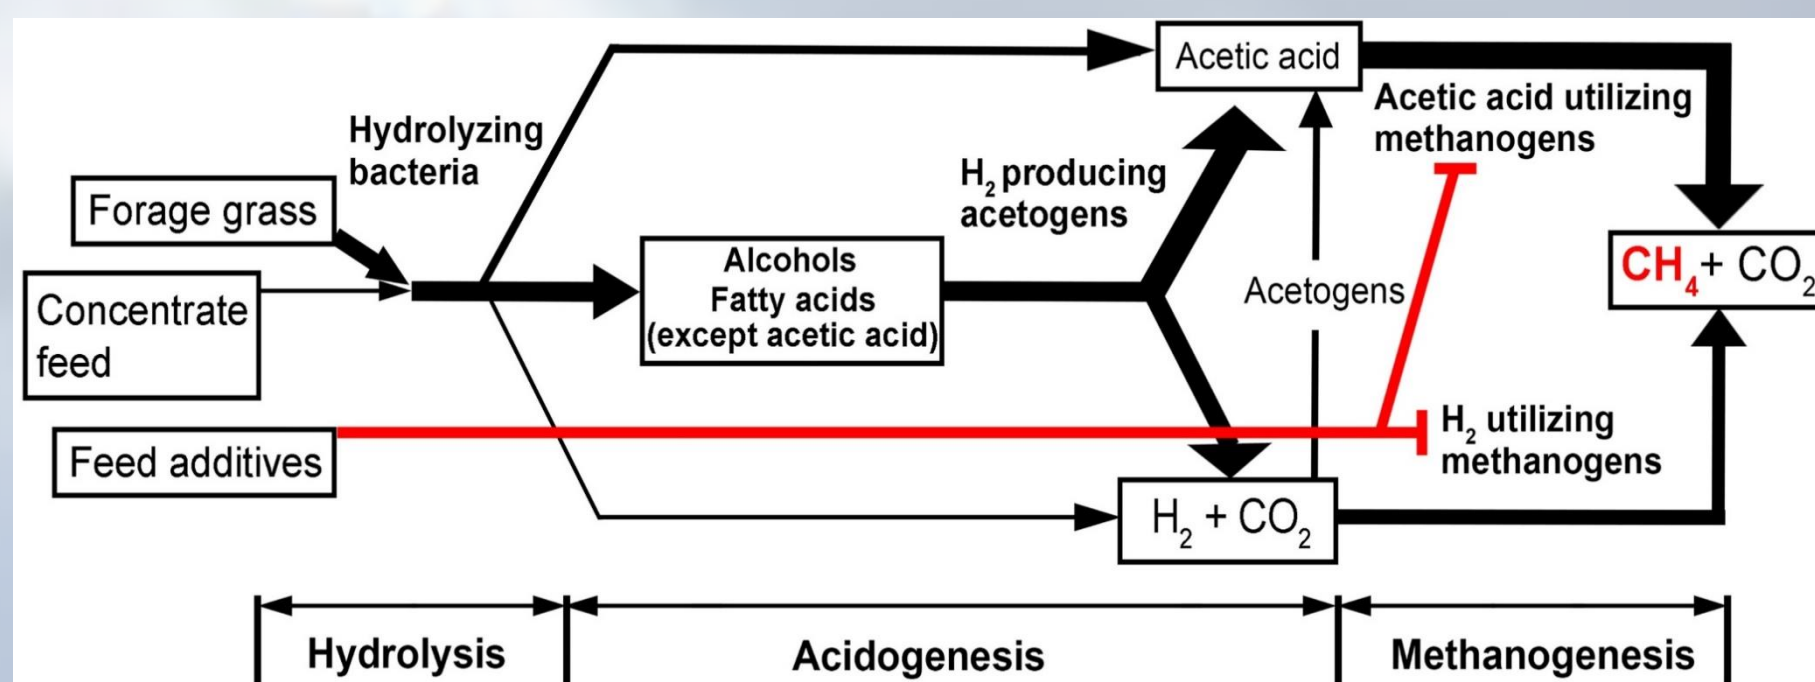 Acetic acid
Acetic acid utilizing
methanogens
Hydrolyzing
bacteria
H₂ producing
acetogens
Forage grass
Concentrate
feed
Alcohols
Fatty acids
(except acetic acid)
Acetogens
CH₄+ CO₂
Feed additives
H₂ utilizing
methanogens
H₂ + CO₂
Hydrolysis
Acidogenesis
Methanogenesis